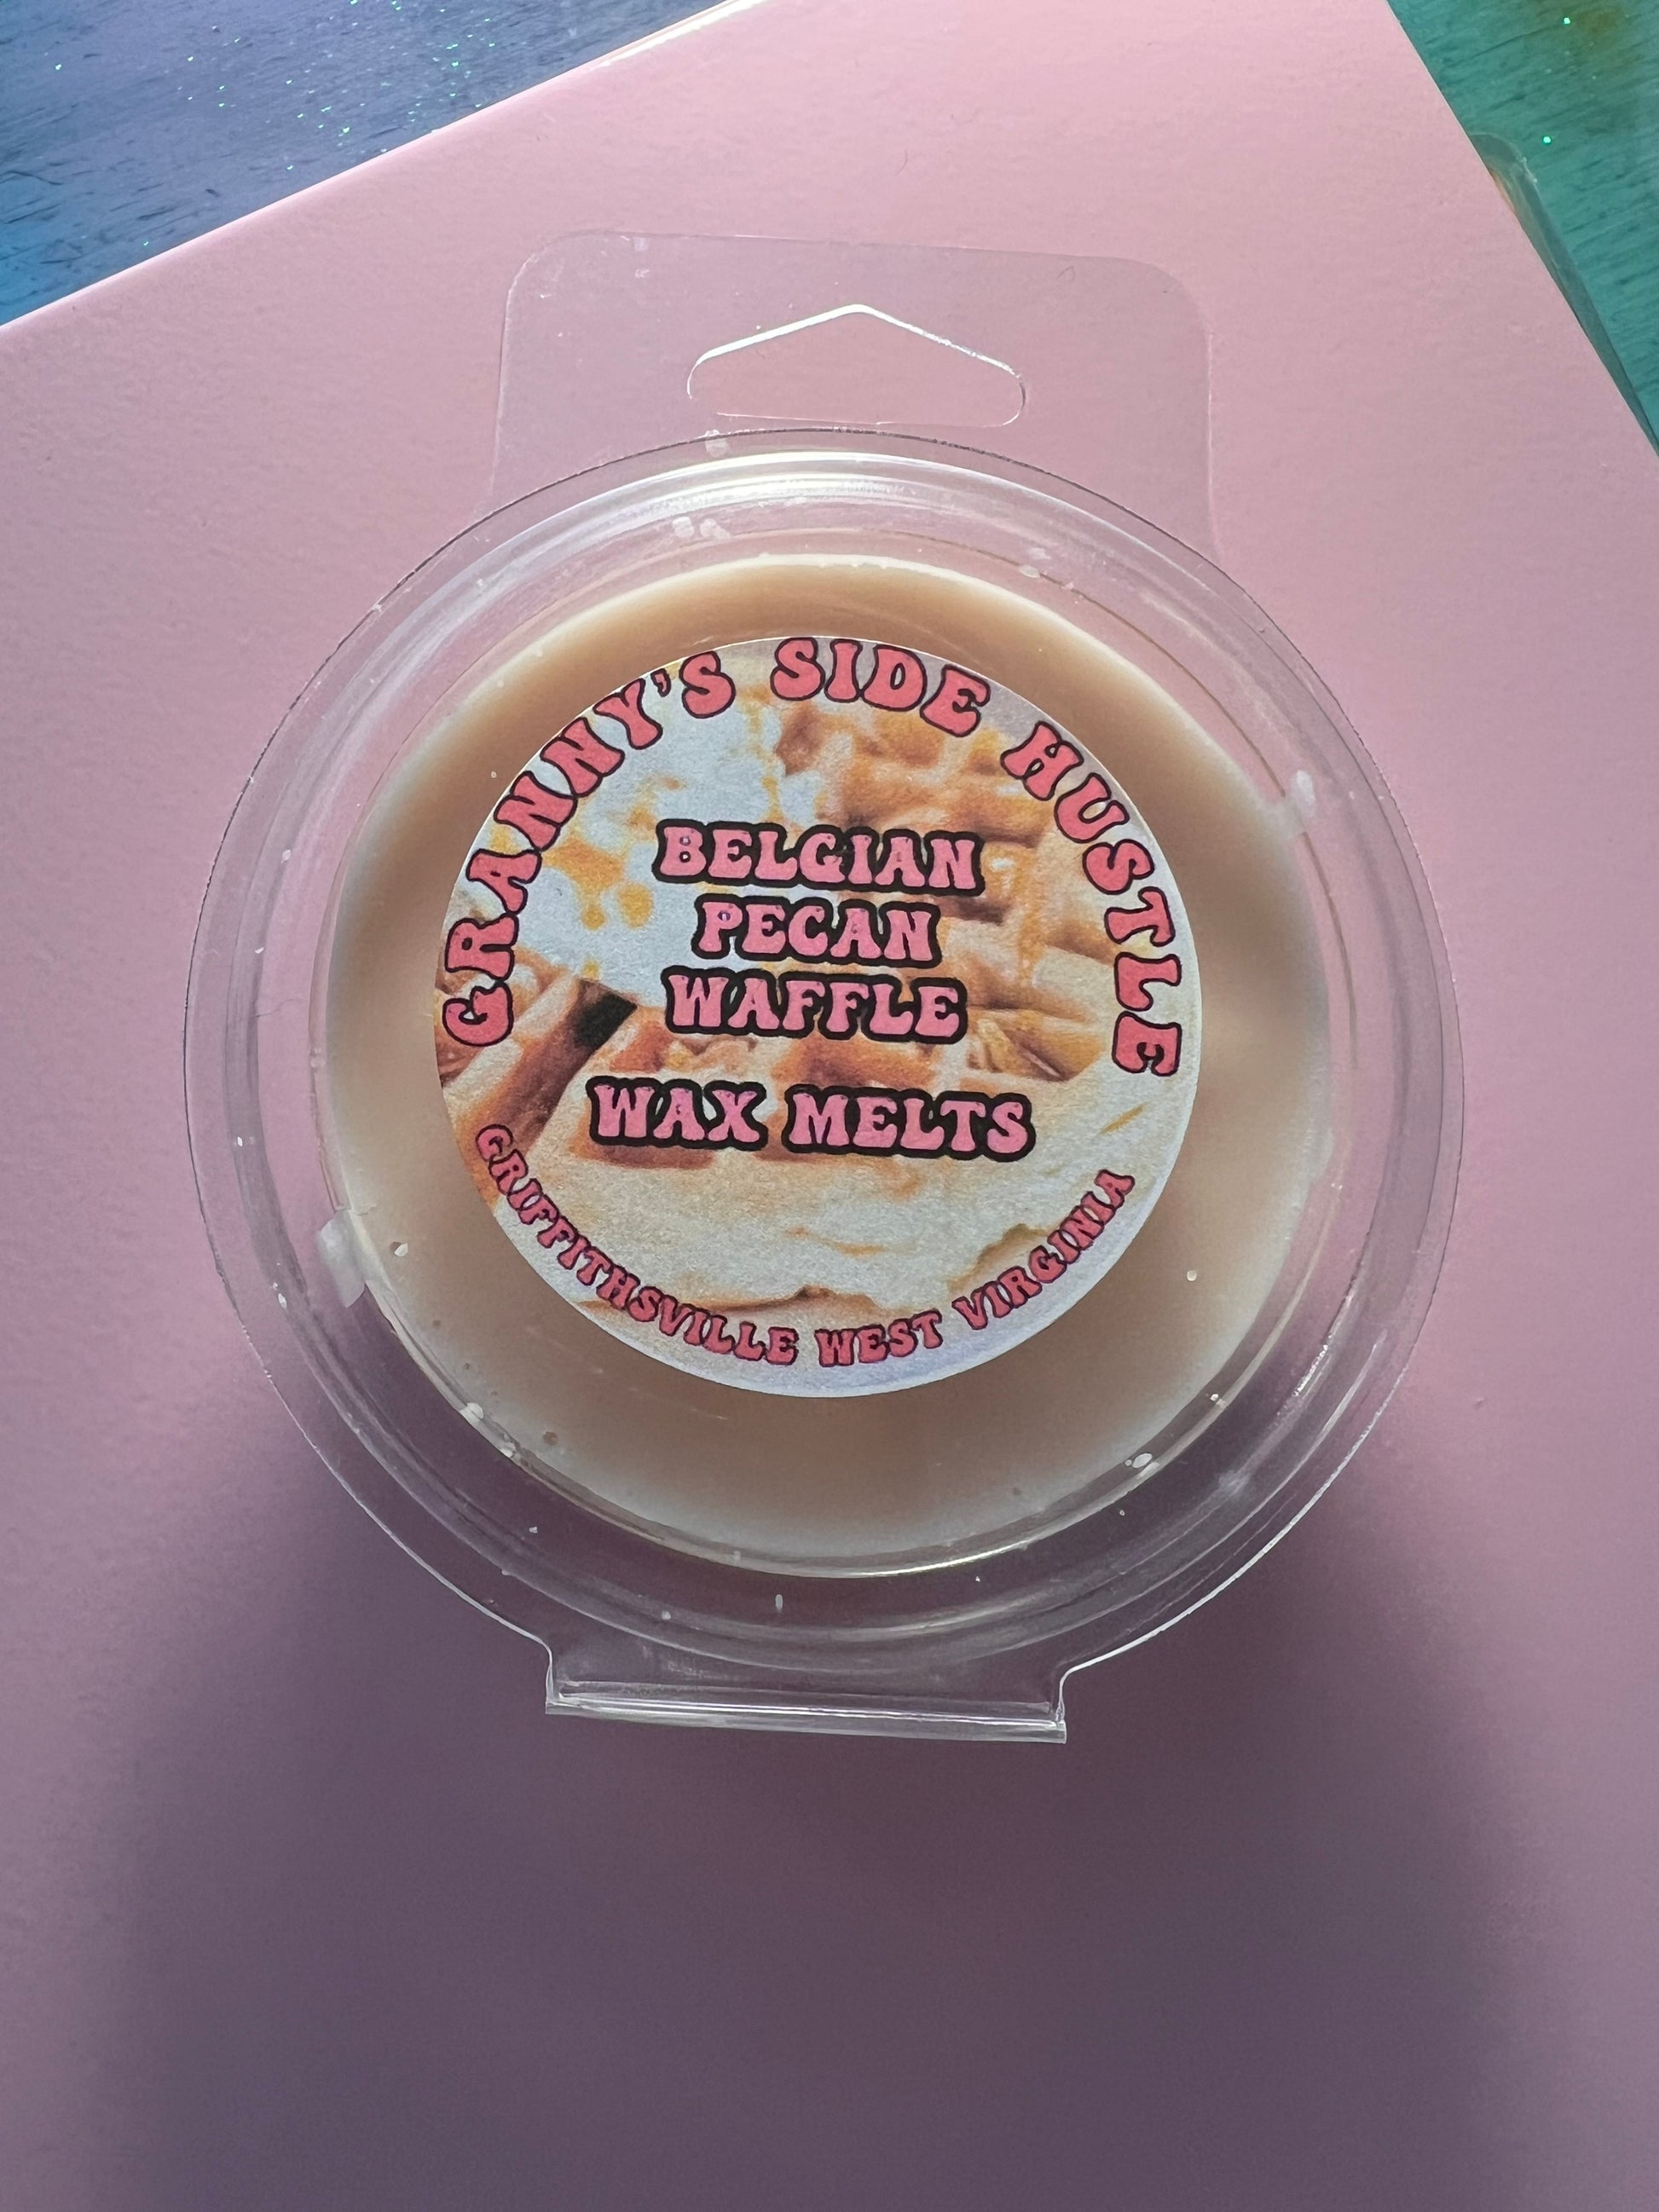 GRANNY'S SIDE HUSTLE
BELGIAN
PECAN
WAFFLE
WAX MELTS
GRIFFITHSVILLE WEST VIRGINIA